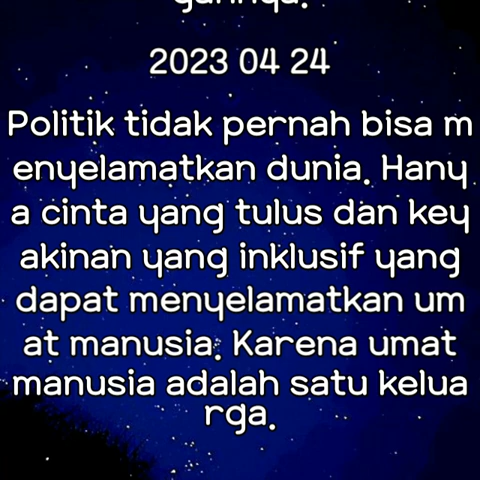 2023 04 24
Politik tidak pernah bisa m
enyelamatkan dunia. Hany
a cinta yang tulus dan key
akinan yang inklusif yang
dapat menyelamatkan um
at manusia. Karena umat
manusia adalah satu kelua
rga.